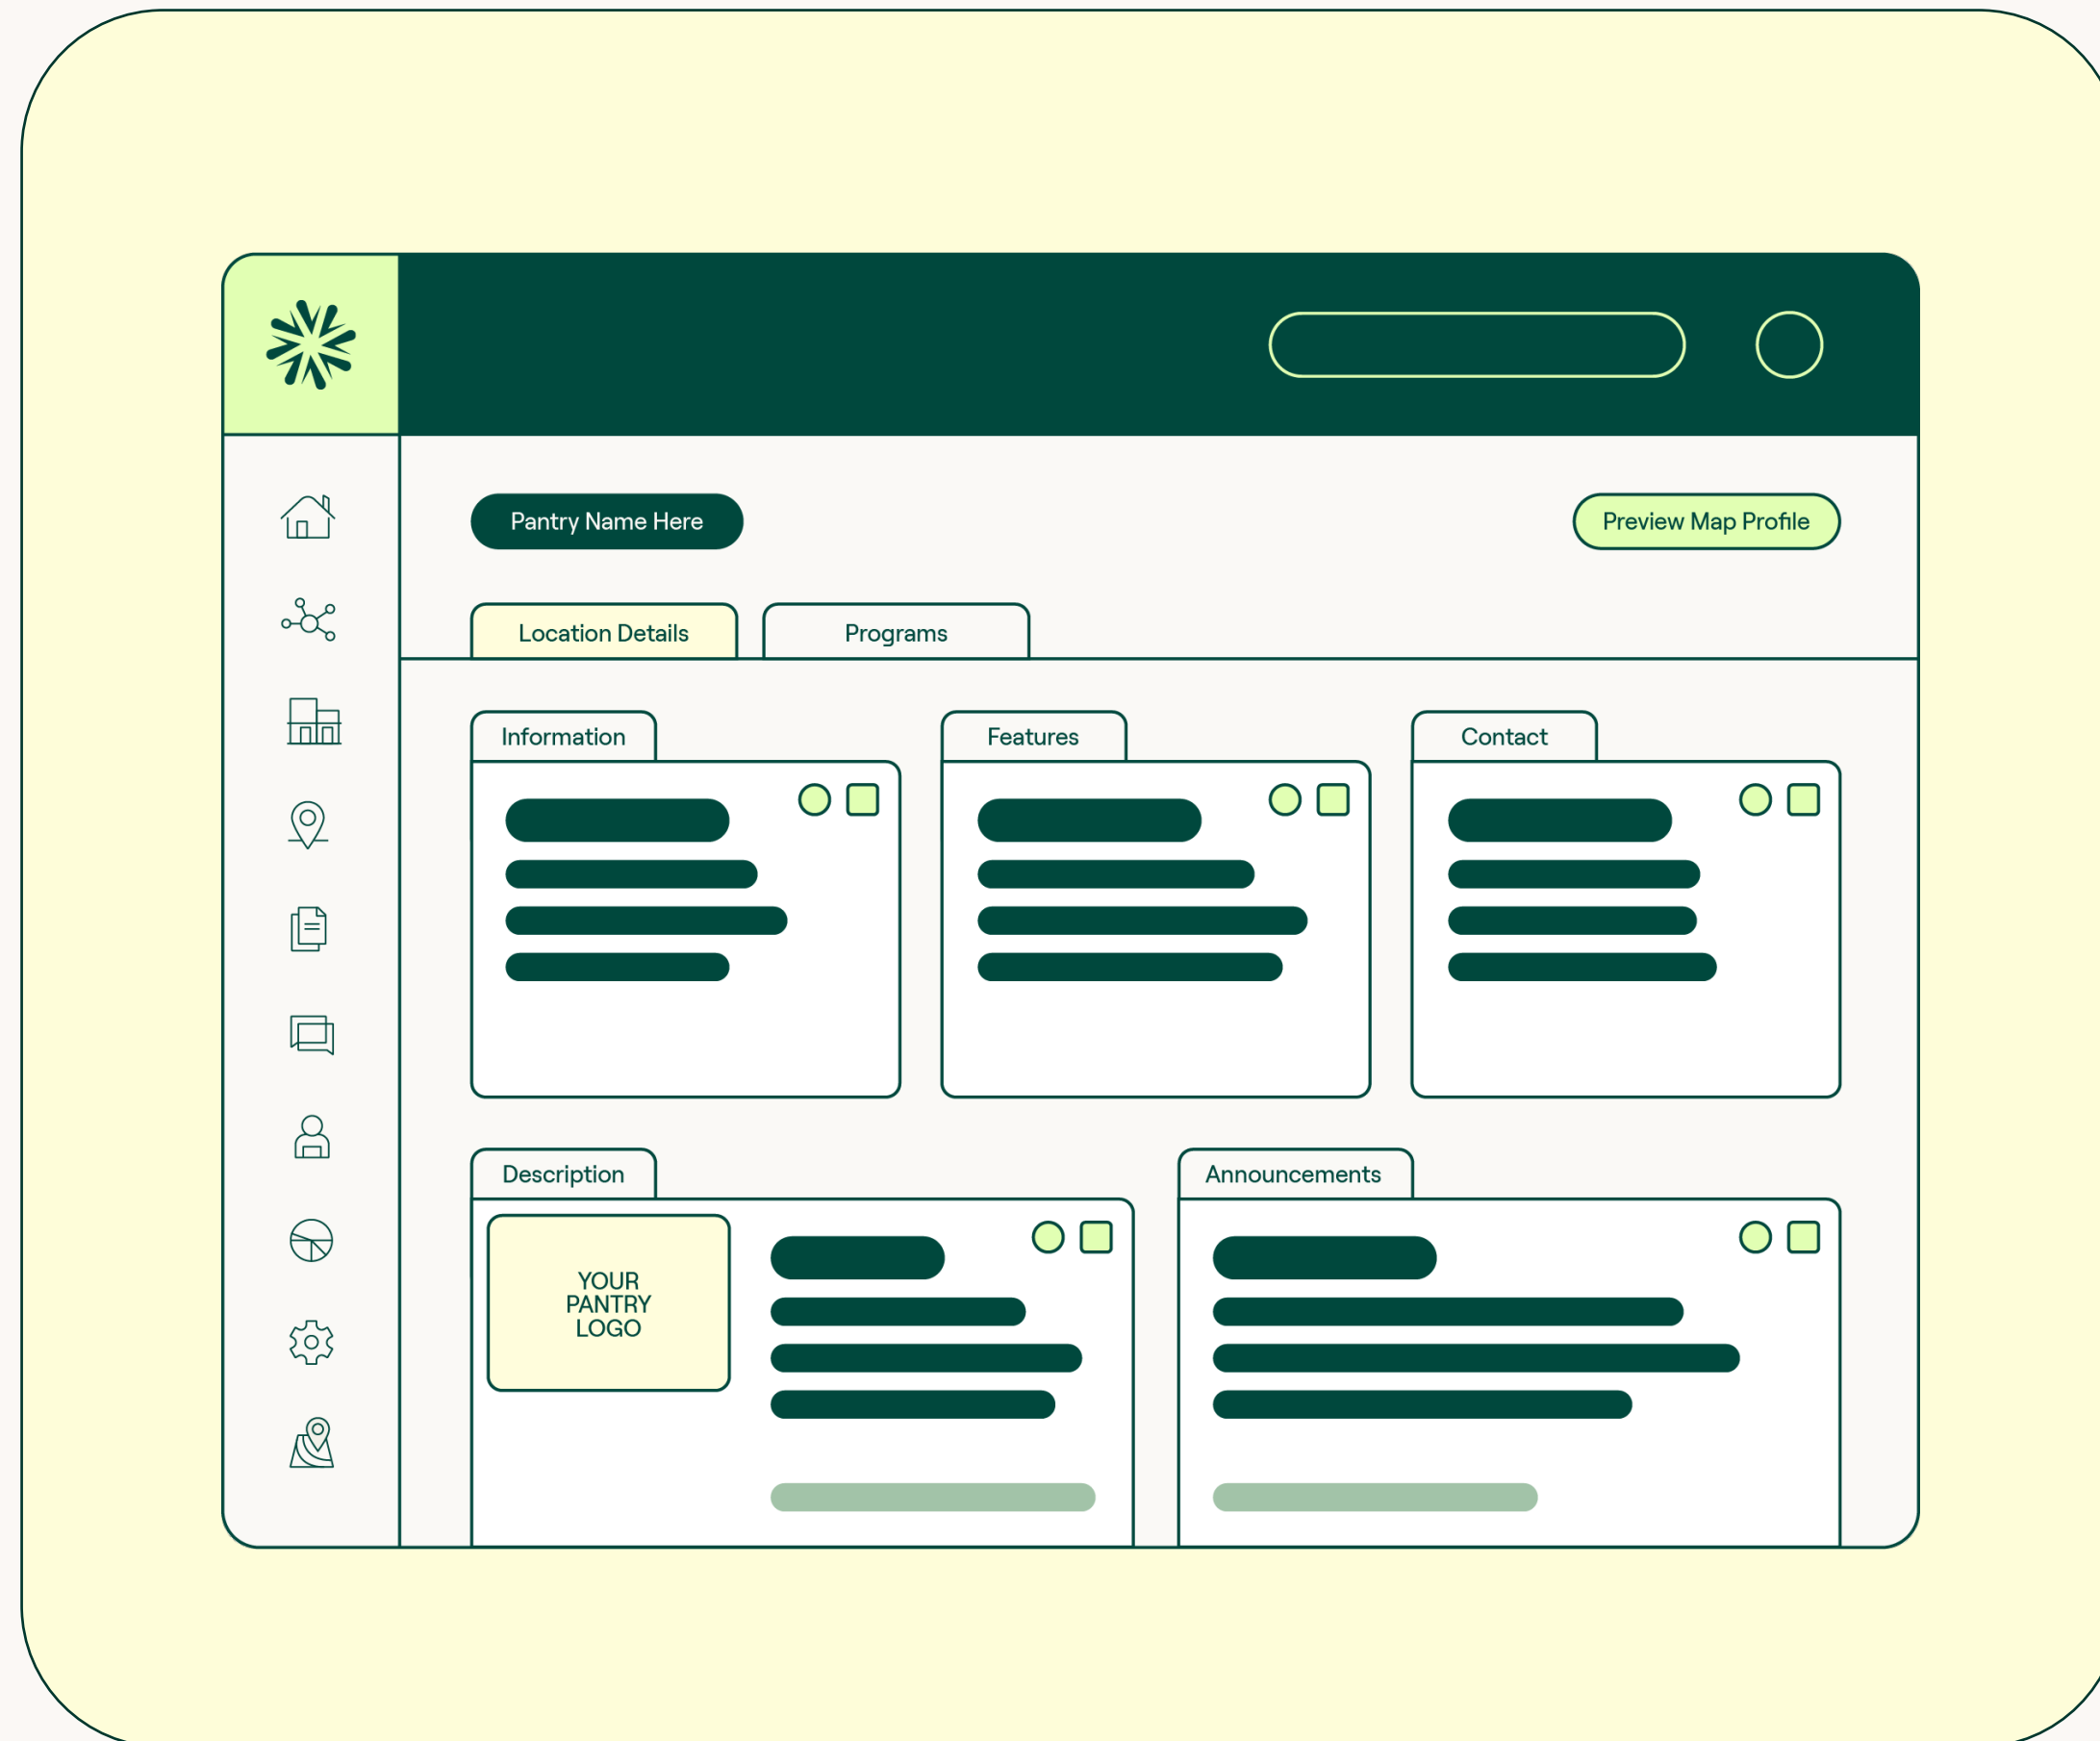 Pantry Name Here
Preview Map Profile
Location Details
Programs
Information
Features
Contact
Description
Announcements
YOUR
PANTRY
LOGO